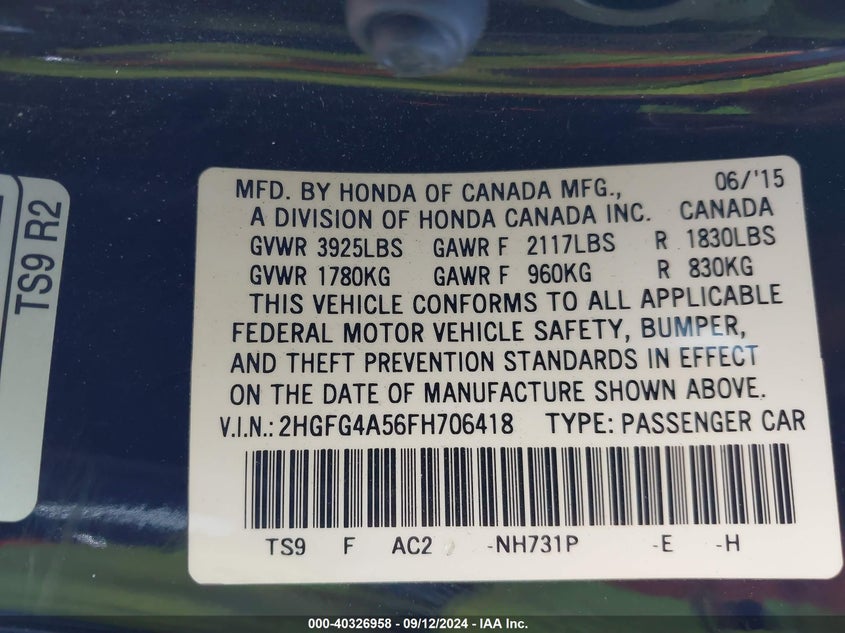 TS9 R2
MFD. BY HONDA OF CANADA MFG., 06/'15
A DIVISION OF HONDA CANADA INC. CANADA
GVWR 3925LBS GAWR F 2117LBS R 1830LBS
GVWR 1780KG GAWR F 960KG R 830KG
THIS VEHICLE CONFORMS TO ALL APPLICABLE
FEDERAL MOTOR VEHICLE SAFETY, BUMPER,
AND THEFT PREVENTION STANDARDS IN EFFECT
ON THE DATE OF MANUFACTURE SHOWN ABOVE.
V.I.N.: 2HGFG4A56FH706418 TYPE: PASSENGER CAR
TS9 F AC2 -NH731P -E -H
000-40326958 - 09/12/2024 - IAA Inc.